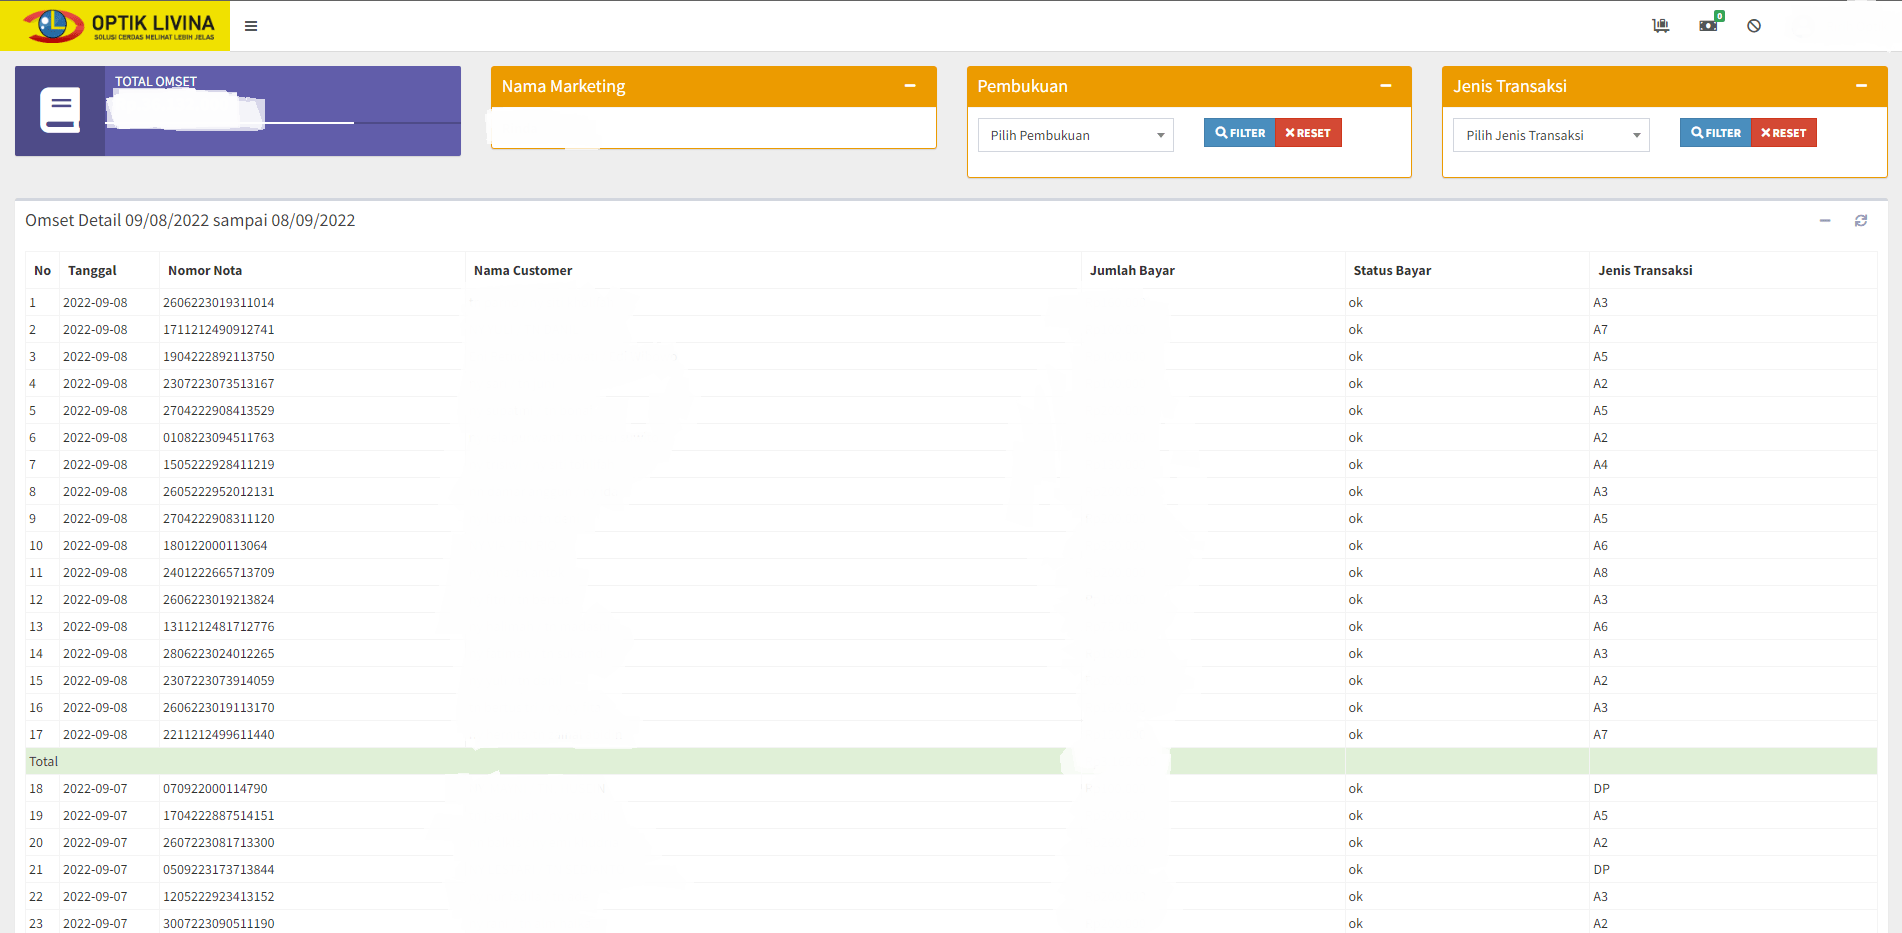 OPTIK LIVINA
SOLUSI CERDAS MELIHAT LEBIH JELAS
0
TOTAL OMSET
Nama Marketing
Pembukuan
Pilih Pembukuan
FILTER RESET
Jenis Transaksi
Pilih Jenis Transaksi
FILTER RESET
Omset Detail 09/08/2022 sampai 08/09/2022
No Tanggal Nomor Nota Nama Customer Jumlah Bayar Status Bayar Jenis Transaksi
1 2022-09-08 2606223019311014 ok A3
2 2022-09-08 1711212490912741 ok A7
3 2022-09-08 1904222892113750 ok A5
4 2022-09-08 2307223073513167 ok A2
5 2022-09-08 2704222908413529 ok A5
6 2022-09-08 0108223094511763 ok A2
7 2022-09-08 1505222928411219 ok A4
8 2022-09-08 2605222952012131 ok A3
9 2022-09-08 2704222908311120 ok A5
10 2022-09-08 180122000113064 ok A6
11 2022-09-08 2401222665713709 ok A8
12 2022-09-08 2606223019213824 ok A3
13 2022-09-08 1311212481712776 ok A6
14 2022-09-08 2806223024012265 ok A3
15 2022-09-08 2307223073914059 ok A2
16 2022-09-08 2606223019113170 ok A3
17 2022-09-08 2211212499611440 ok A7
Total
18 2022-09-07 070922000114790 ok DP
19 2022-09-07 1704222887514151 ok A5
20 2022-09-07 2607223081713300 ok A2
21 2022-09-07 0509223173713844 ok DP
22 2022-09-07 1205222923413152 ok A3
23 2022-09-07 3007223090511190 ok A2